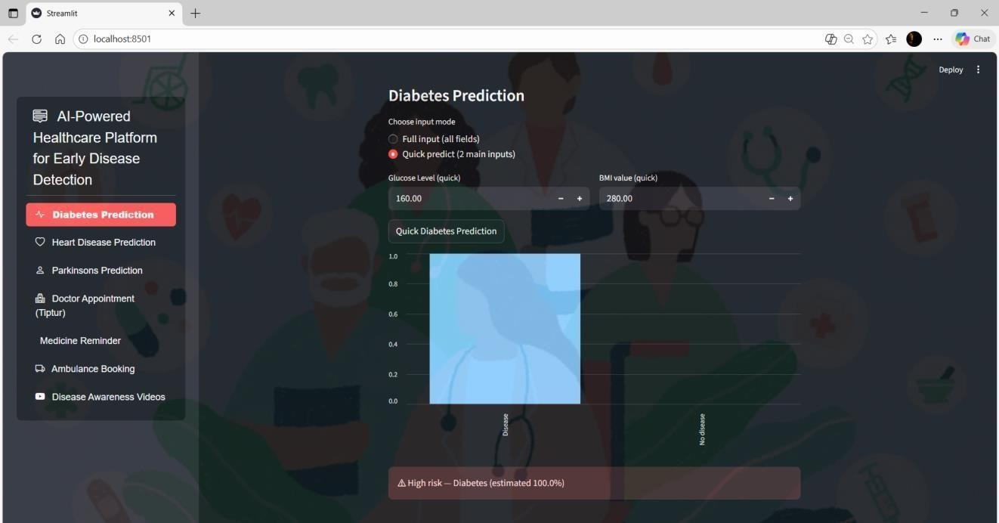 Streamlit
localhost:8501
Chat
Deploy
AI-Powered
Healthcare Platform
for Early Disease
Detection
Diabetes Prediction
Heart Disease Prediction
Parkinsons Prediction
Doctor Appointment
(Tiptur)
Medicine Reminder
Ambulance Booking
Disease Awareness Videos
Diabetes Prediction
Choose input mode
Full input (all fields)
Quick predict (2 main inputs)
Glucose Level (quick)
BMI value (quick)
160.00
280.00
Quick Diabetes Prediction
1.0
0.8
0.6
0.4
0.2
0.0
Disease
No disease
⚠ High risk — Diabetes (estimated 100.0%)